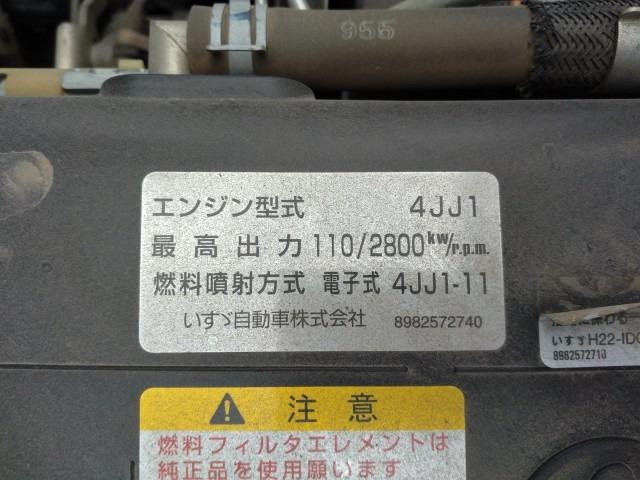 955
エンジン型式 4JJ1
最高出力 110/2800kw/r.p.m.
燃料噴射方式 電子式 4JJ1-11
いすゞ自動車株式会社 8982572740
いすゞH22-IDC
8982572710
注意
燃料フィルタエレメントは
純正品を使用願います